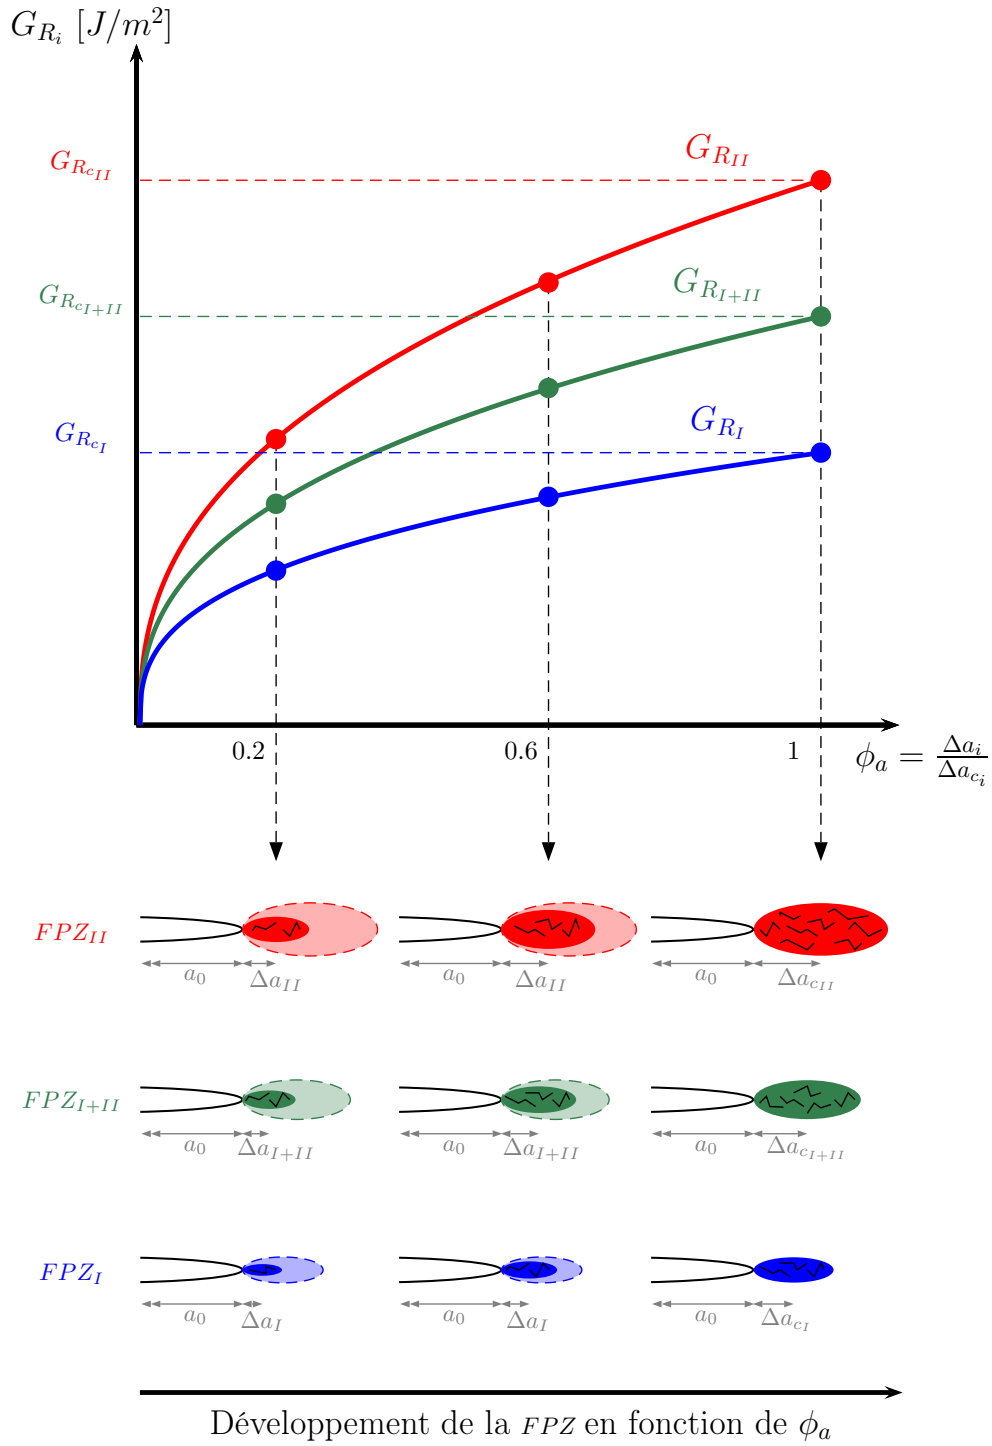 G_{R_i} [J/m^2]
G_{R_{c_{II}}}
G_{R_{II}}
G_{R_{c_{I+II}}}
G_{R_{I+II}}
G_{R_{c_I}}
G_{R_I}
0.2 0.6 1 ϕ_a = \frac{Δa_i}{Δa_{c_i}}
FPZ_{II}
a_0 Δa_{II} a_0 Δa_{II} a_0 Δa_{c_{II}}
FPZ_{I+II}
a_0 Δa_{I+II} a_0 Δa_{I+II} a_0 Δa_{c_{I+II}}
FPZ_I
a_0 Δa_I a_0 Δa_I a_0 Δa_{c_I}
Développement de la FPZ en fonction de ϕ_a